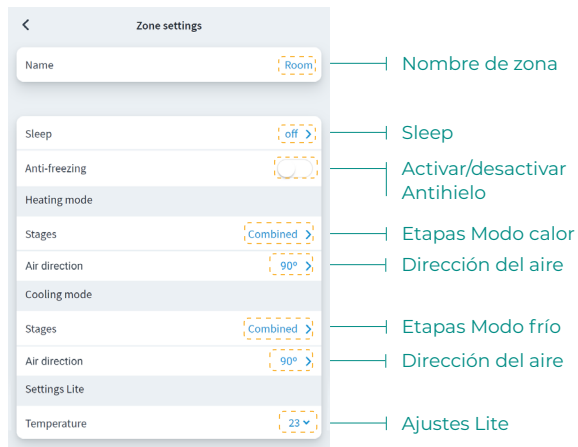 Zone settings
Name Room Nombre de zona
Sleep off Sleep
Anti-freezing Activar/desactivar
Antihielo
Heating mode
Stages Combined Etapas Modo calor
Air direction 90º Dirección del aire
Cooling mode
Stages Combined Etapas Modo frío
Air direction 90º Dirección del aire
Settings Lite
Temperature 23 Ajustes Lite